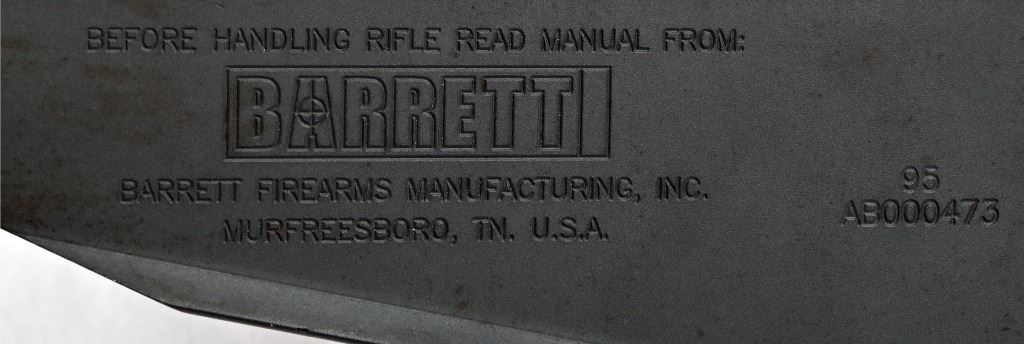 BEFORE HANDLING RIFLE READ MANUAL FROM:
BARRETT
BARRETT FIREARMS MANUFACTURING, INC.
MURFREESBORO, TN. U.S.A.
95
AB000473